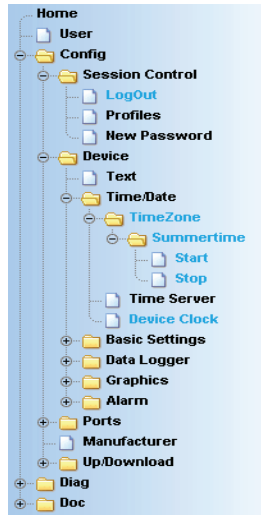 Home
User
Config
Session Control
LogOut
Profiles
New Password
Device
Text
Time/Date
TimeZone
Summertime
Start
Stop
Time Server
Device Clock
Basic Settings
Data Logger
Graphics
Alarm
Ports
Manufacturer
Up/Download
Diag
Doc